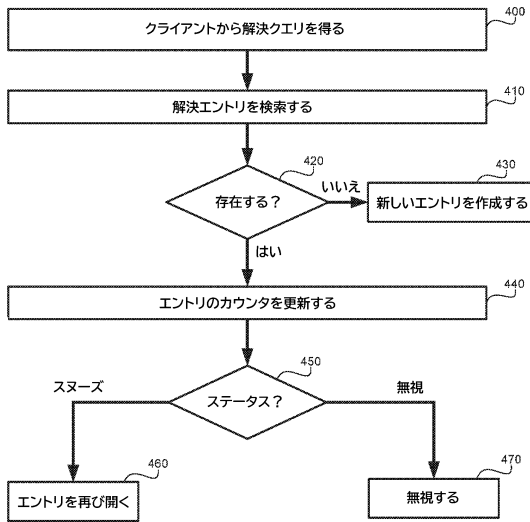 クライアントから解決クエリを得る
400
解決エントリを検索する
410
存在する？
420
いいえ
新しいエントリを作成する
430
はい
エントリのカウンタを更新する
440
ステータス？
450
スヌーズ
無視
エントリを再び開く
460
無視する
470